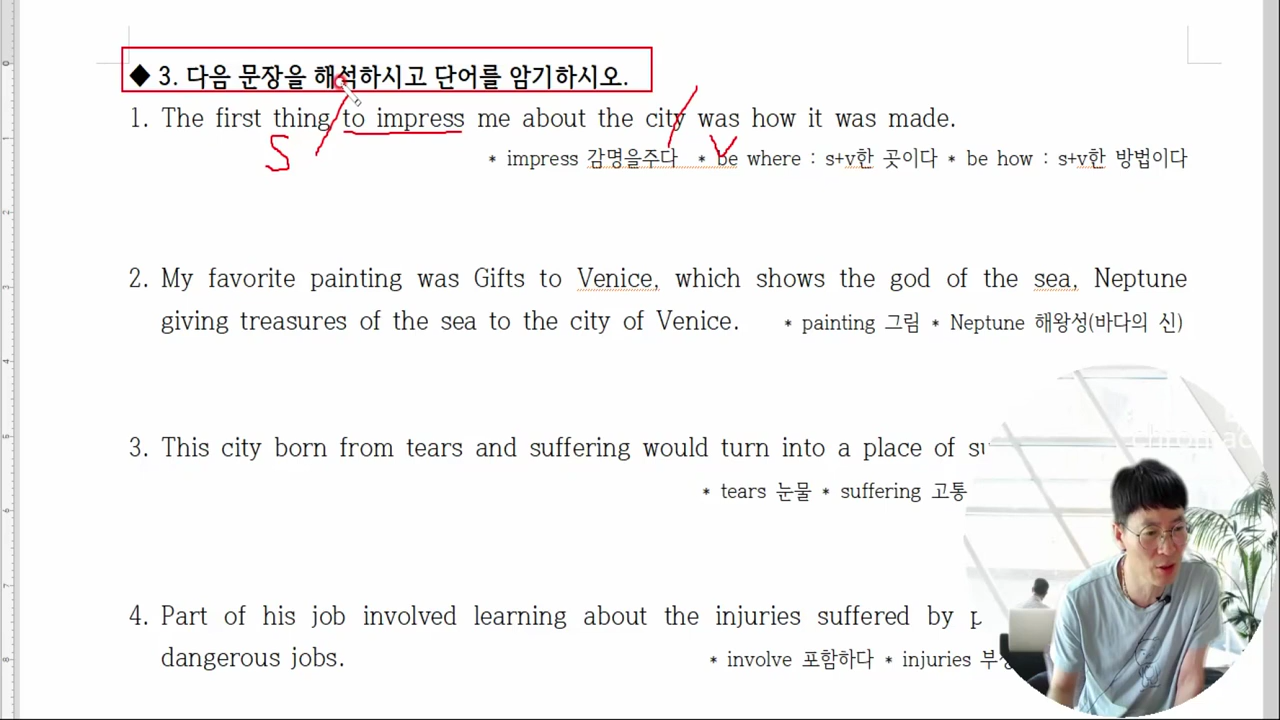 ◆ 3. 다음 문장을 해석하시고 단어를 암기하시오.
1. The first thing to impress me about the city was how it was made.
S V
* impress 감명을주다 * be where : s+v한 곳이다 * be how : s+v한 방법이다
2. My favorite painting was Gifts to Venice, which shows the god of the sea, Neptune
giving treasures of the sea to the city of Venice. * painting 그림 * Neptune 해왕성(바다의 신)
3. This city born from tears and suffering would turn into a place of
* tears 눈물 * suffering 고통
4. Part of his job involved learning about the injuries suffered by
dangerous jobs. * involve 포함하다 * injuries